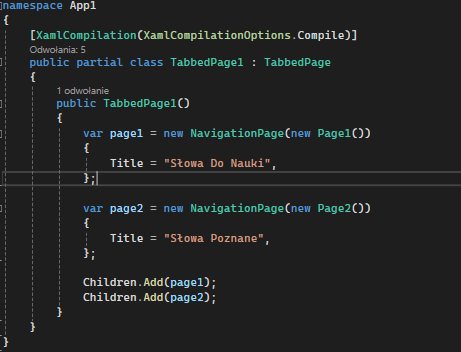 namespace App1
{
[XamlCompilation(XamlCompilationOptions.Compile)]
Odwołania: 5
public partial class TabbedPage1 : TabbedPage
{
1 odwołanie
public TabbedPage1()
{
var page1 = new NavigationPage(new Page1())
{
Title = "Słowa Do Nauki",
};
var page2 = new NavigationPage(new Page2())
{
Title = "Słowa Poznane",
};
Children.Add(page1);
Children.Add(page2);
}
}
}